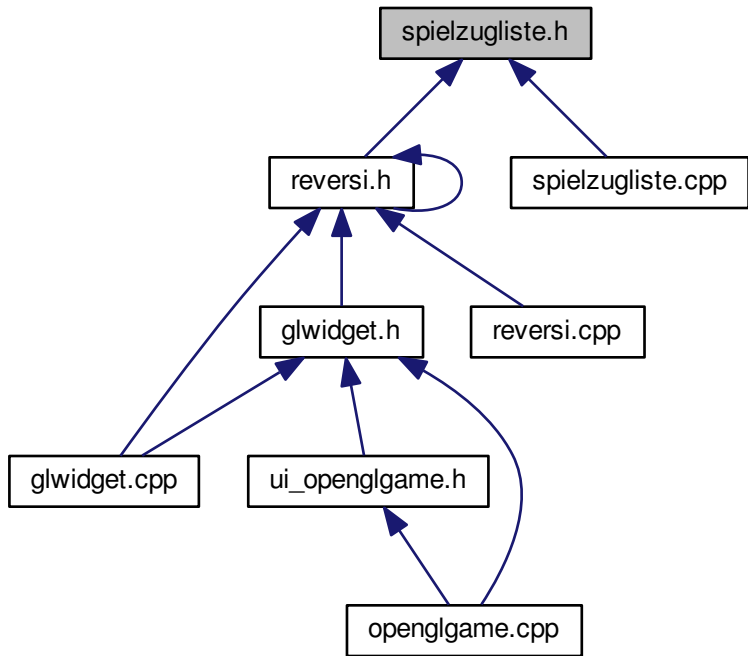 spielzugliste.h
reversi.h
spielzugliste.cpp
glwidget.h
reversi.cpp
glwidget.cpp
ui_openglgame.h
openglgame.cpp